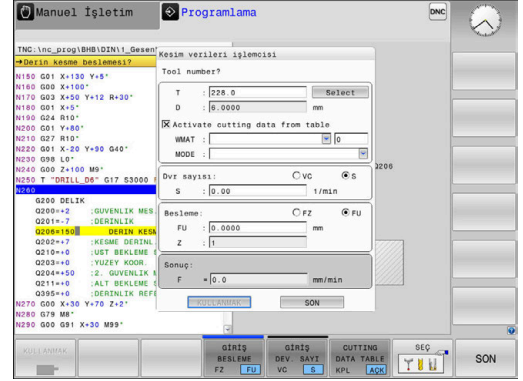 Manuel İşletim
Programlama
DNC
TNC:\nc_prog\BHB\DIN\1_Gesen
→Derin kesme beslemesi?
N150 G01 X+130 Y+5*
N160 G00 X+100*
N170 G03 X+50 Y+12 R+30*
N180 G01 X+5*
N190 G24 R10*
N200 G01 Y+80*
N210 G27 R10*
N220 G01 X-20 Y+90 G40*
N230 G98 L0*
N240 G00 Z+100 M9*
N250 T "DRILL_D6" G17 S3000
N260
G200 DELIK
Q200=+2 ;GUVENLIK MES.
Q201=-7 ;DERINLIK
Q206=150 DERIN KESM
Q202=+7 ;KESME DERINL.
Q210=+0 ;UST BEKLEME
Q203=+0 ;YUZEY KOOR.
Q204=+50 ;2. GUVENLIK
Q211=+0 ;ALT BEKLEME
Q395=+0 ;DERINLIK REF
N270 G00 X+30 Y+70 Z+2*
N280 G79 M8*
N290 G00 G91 X+30 M99*
Kesim verileri işlemcisi
Tool number?
T : 228.0 Select
D : 6.0000 mm
Activate cutting data from table
WMAT : 0
MODE :
Dvr sayısı: VC S
S : 0.00 1/min
Besleme: FZ FU
FU : 0.0000 mm
Z : 1
Sonuç:
F = 0.0 mm/min
KULLANMAK SON
Q206
KULLANMAK
GİRİŞ
BESLEME
FZ FU
GİRİŞ
DEV. SAYI
VC S
CUTTING
DATA TABLE
KPL AÇK
SEÇ
SON